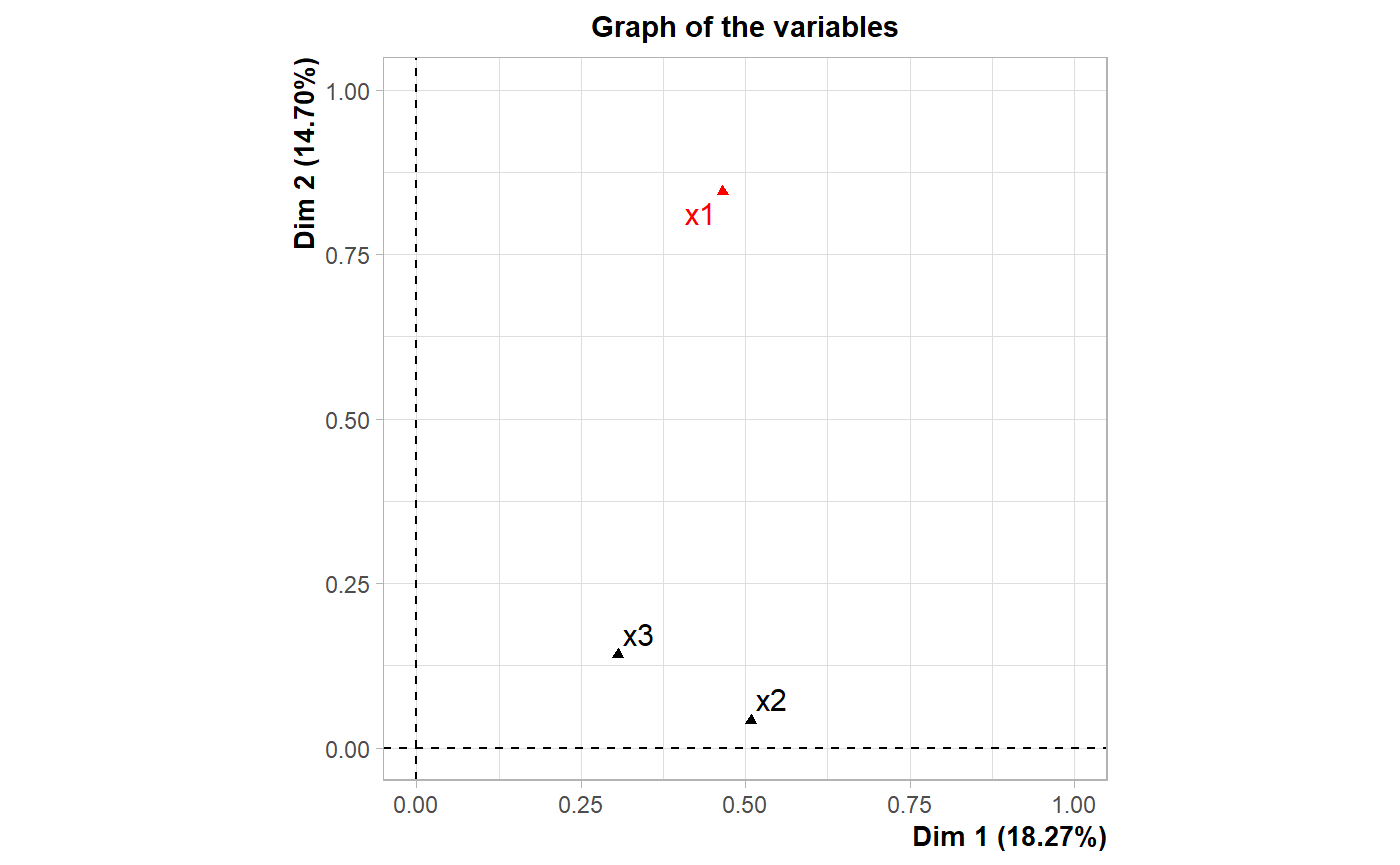 Graph of the variables
Dim 2 (14.70%)
1.00
0.75
0.50
0.25
0.00
x1
x3
x2
0.00 0.25 0.50 0.75 1.00
Dim 1 (18.27%)